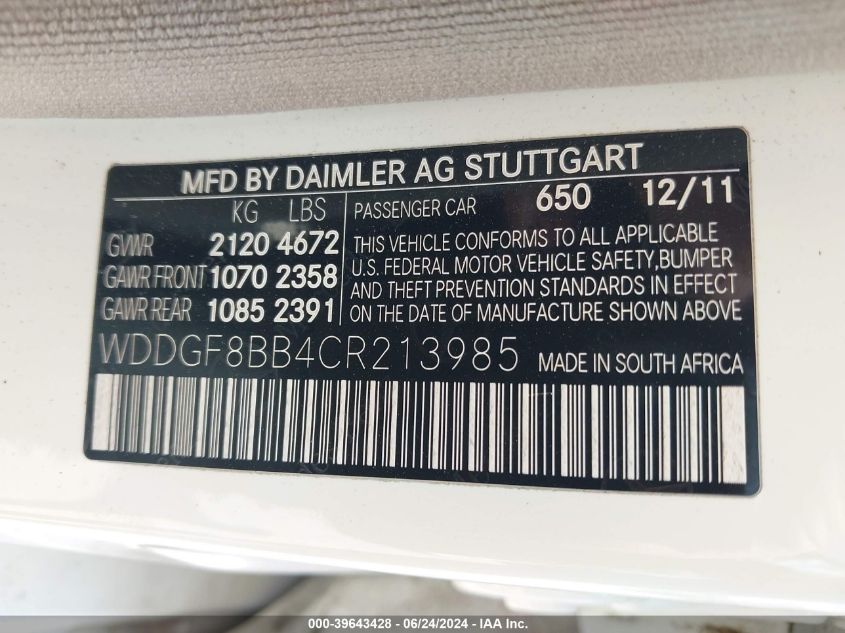 MFD BY DAIMLER AG STUTTGART
KG LBS
GVWR 2120 4672
GAWR FRONT 1070 2358
GAWR REAR 1085 2391
PASSENGER CAR 650 12/11
THIS VEHICLE CONFORMS TO ALL APPLICABLE
U.S. FEDERAL MOTOR VEHICLE SAFETY, BUMPER
AND THEFT PREVENTION STANDARDS IN EFFECT
ON THE DATE OF MANUFACTURE SHOWN ABOVE
WDDGF8BB4CR213985 MADE IN SOUTH AFRICA
000-39643428 - 06/24/2024 - IAA Inc.